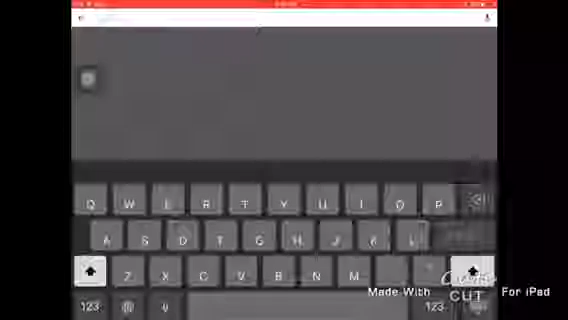 Q W E R T Y U I O P
A S D F G H J K L
Z X C V B N M
123 123
Made With Cute CUT For iPad